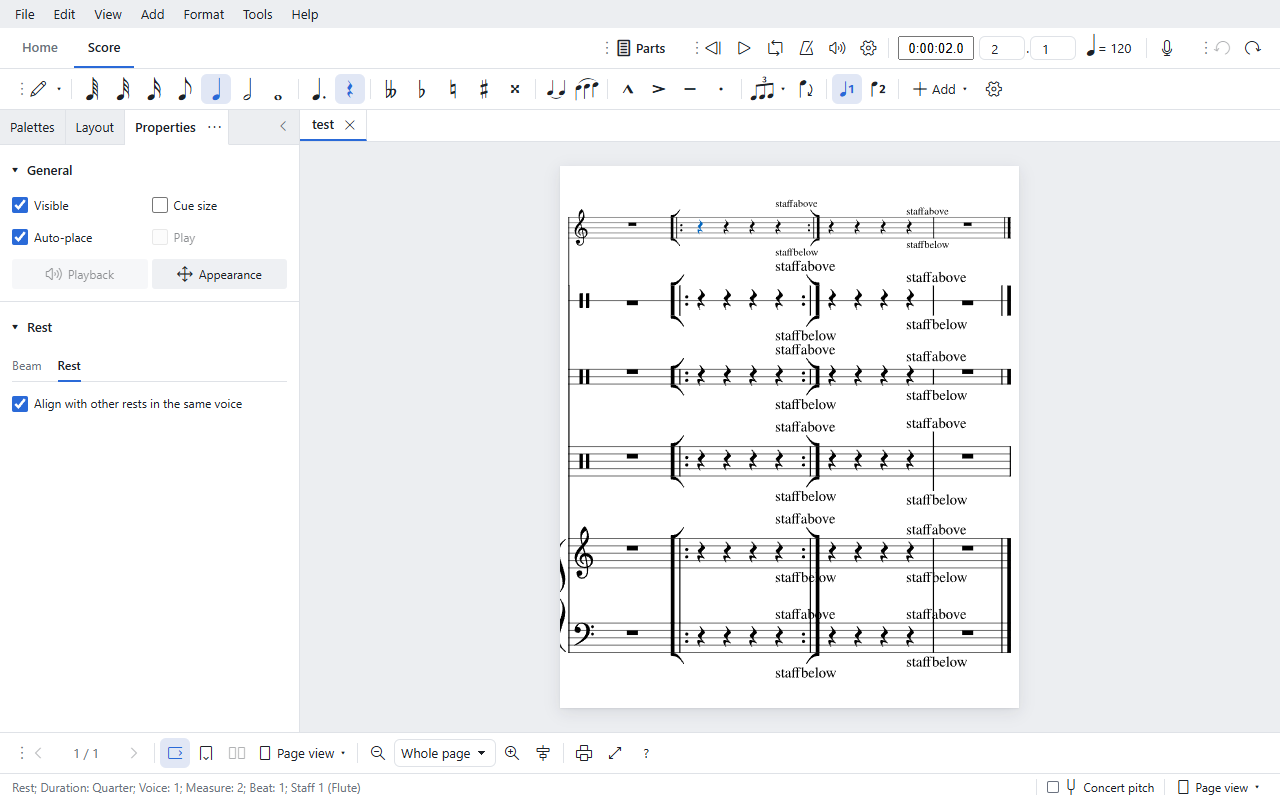 File Edit View Add Format Tools Help
Home Score Parts 0:00:02.0 2 . 1 = 120
3 1 2 Add
Palettes Layout Properties ... test
General
Visible Cue size
Auto-place Play
Playback Appearance
Rest
Beam Rest
Align with other rests in the same voice
staffabove
staffabove
staffbelow
staffbelow
staffabove
staffabove
staffbelow
staffbelow
staffabove
staffabove
staffbelow
staffbelow
staffabove
staffabove
staffbelow
staffbelow
staffabove
staffabove
staffbelow staffbelow
staffabove staffabove
staffbelow
staffbelow
1 / 1 Page view Whole page ?
Rest; Duration: Quarter; Voice: 1; Measure: 2; Beat: 1; Staff 1 (Flute) Concert pitch Page view